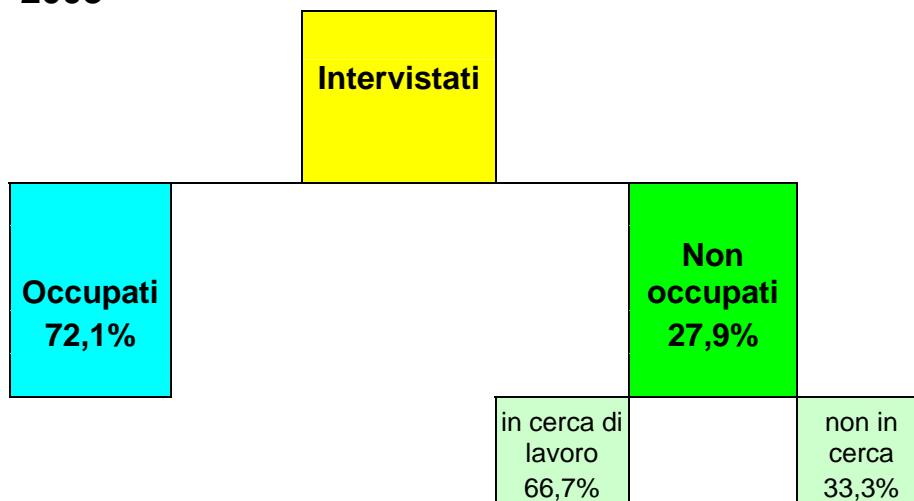 Intervistati
Occupati
72,1%
Non
occupati
27,9%
in cerca di
lavoro
66,7%
non in
cerca
33,3%